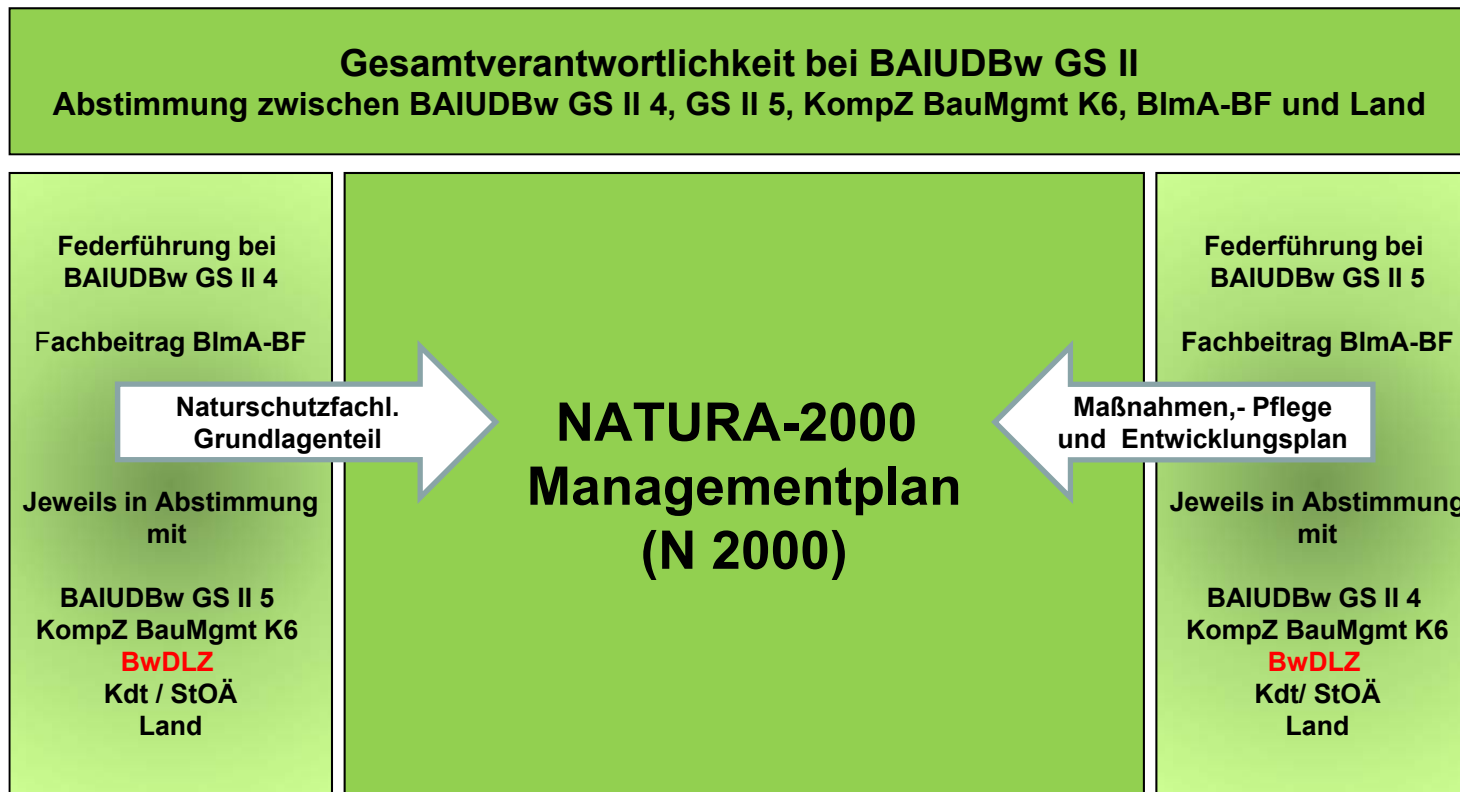 Gesamtverantwortlichkeit bei BAIUDBw GS II
Abstimmung zwischen BAIUDBw GS II 4, GS II 5, KompZ BauMgmt K6, BImA-BF und Land
Federführung bei
BAIUDBw GS II 4
Fachbeitrag BImA-BF
Naturschutzfachl.
Grundlagenteil
Jeweils in Abstimmung
mit
BAIUDBw GS II 5
KompZ BauMgmt K6
BwDLZ
Kdt / StOÄ
Land
NATURA-2000
Managementplan
(N 2000)
Federführung bei
BAIUDBw GS II 5
Fachbeitrag BImA-BF
Maßnahmen,- Pflege
und Entwicklungsplan
Jeweils in Abstimmung
mit
BAIUDBw GS II 4
KompZ BauMgmt K6
BwDLZ
Kdt/ StOÄ
Land